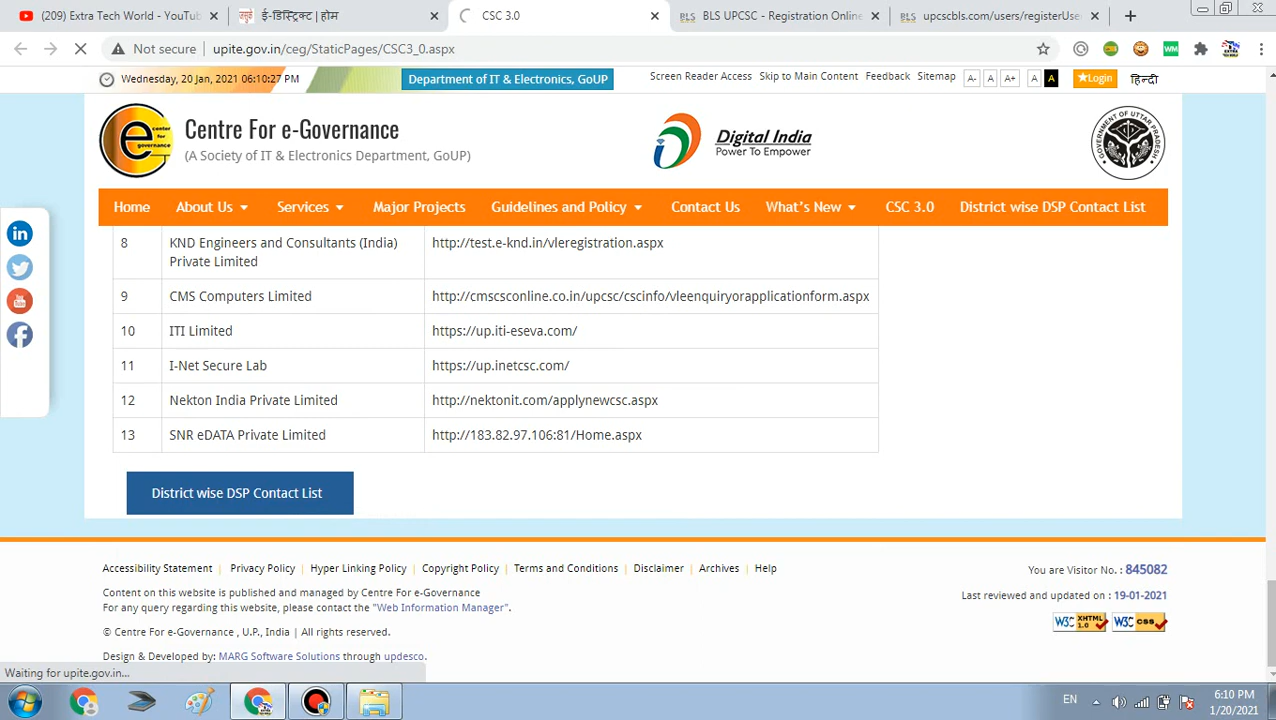 (209) Extra Tech World - YouTub
ई-डिस्ट्रिक्ट | होम
CSC 3.0
BLS UPCSC - Registration Online
upcscbls.com/users/registerUse
Not secure | upite.gov.in/ceg/StaticPages/CSC3_0.aspx
Wednesday, 20 Jan, 2021 06:10:27 PM
Department of IT & Electronics, GoUP
Screen Reader Access Skip to Main Content Feedback Sitemap A- A A+ A A Login हिन्दी
Centre For e-Governance
(A Society of IT & Electronics Department, GoUP)
Digital India
Power To Empower
Home About Us Services Major Projects Guidelines and Policy Contact Us What's New CSC 3.0 District wise DSP Contact List
8 KND Engineers and Consultants (India) Private Limited http://test.e-knd.in/vleregistration.aspx
9 CMS Computers Limited http://cmscsconline.co.in/upcsc/cscinfo/vleenquiryorapplicationform.aspx
10 ITI Limited https://up.iti-eseva.com/
11 I-Net Secure Lab https://up.inetcsc.com/
12 Nekton India Private Limited http://nektonit.com/applynewcsc.aspx
13 SNR eDATA Private Limited http://183.82.97.106:81/Home.aspx
District wise DSP Contact List
Accessibility Statement | Privacy Policy | Hyper Linking Policy | Copyright Policy | Terms and Conditions | Disclaimer | Archives | Help
You are Visitor No. : 845082
Content on this website is published and managed by Centre For e-Governance
Last reviewed and updated on : 19-01-2021
For any query regarding this website, please contact the "Web Information Manager".
W3C XHTML 1.0 W3C css
© Centre For e-Governance , U.P., India | All rights reserved.
Design & Developed by: MARG Software Solutions through updesco.
Waiting for upite.gov.in...
EN
6:10 PM
1/20/2021